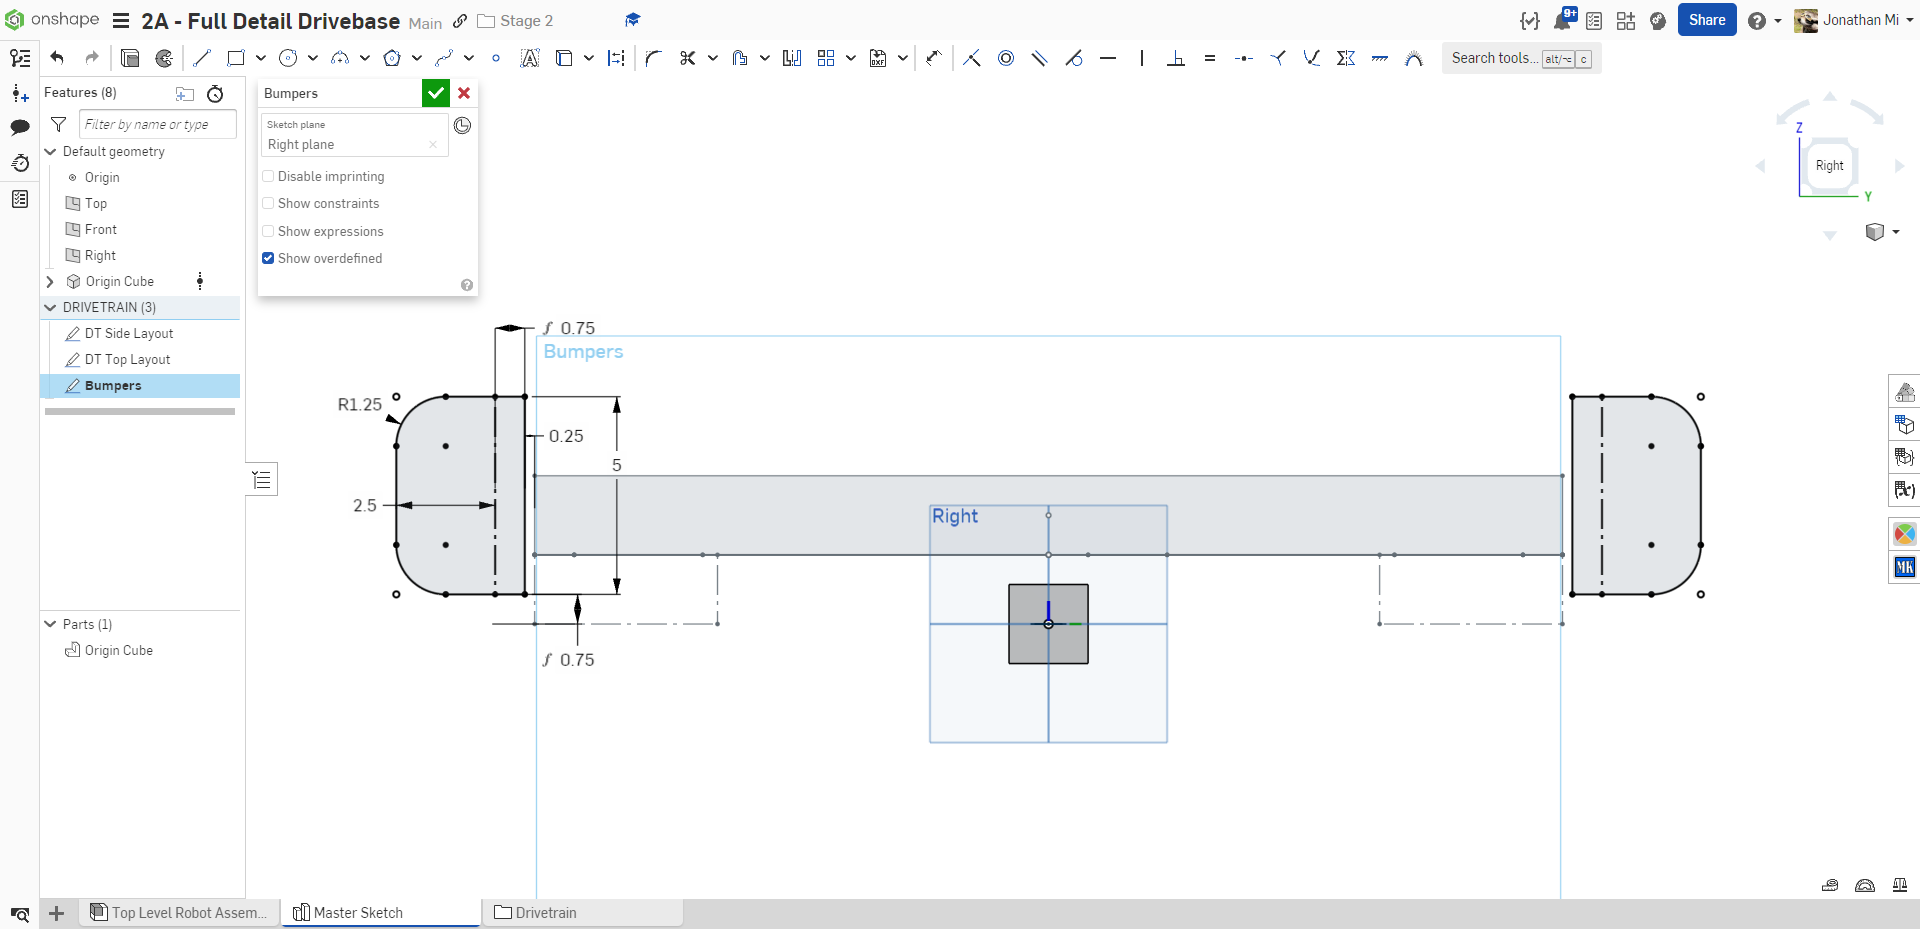 onshape
2A - Full Detail Drivebase Main
Stage 2
9+
Share
Jonathan Mi
Search tools... alt/⌥ c
Features (8)
Filter by name or type
Default geometry
Origin
Top
Front
Right
Origin Cube
DRIVETRAIN (3)
DT Side Layout
DT Top Layout
Bumpers
Parts (1)
Origin Cube
Bumpers
Sketch plane
Right plane
Disable imprinting
Show constraints
Show expressions
Show overdefined
Z
Right
Y
ƒ 0.75
Bumpers
R1.25
0.25
5
2.5
Right
ƒ 0.75
DXF
(x)
MK
Top Level Robot Assem...
Master Sketch
Drivetrain